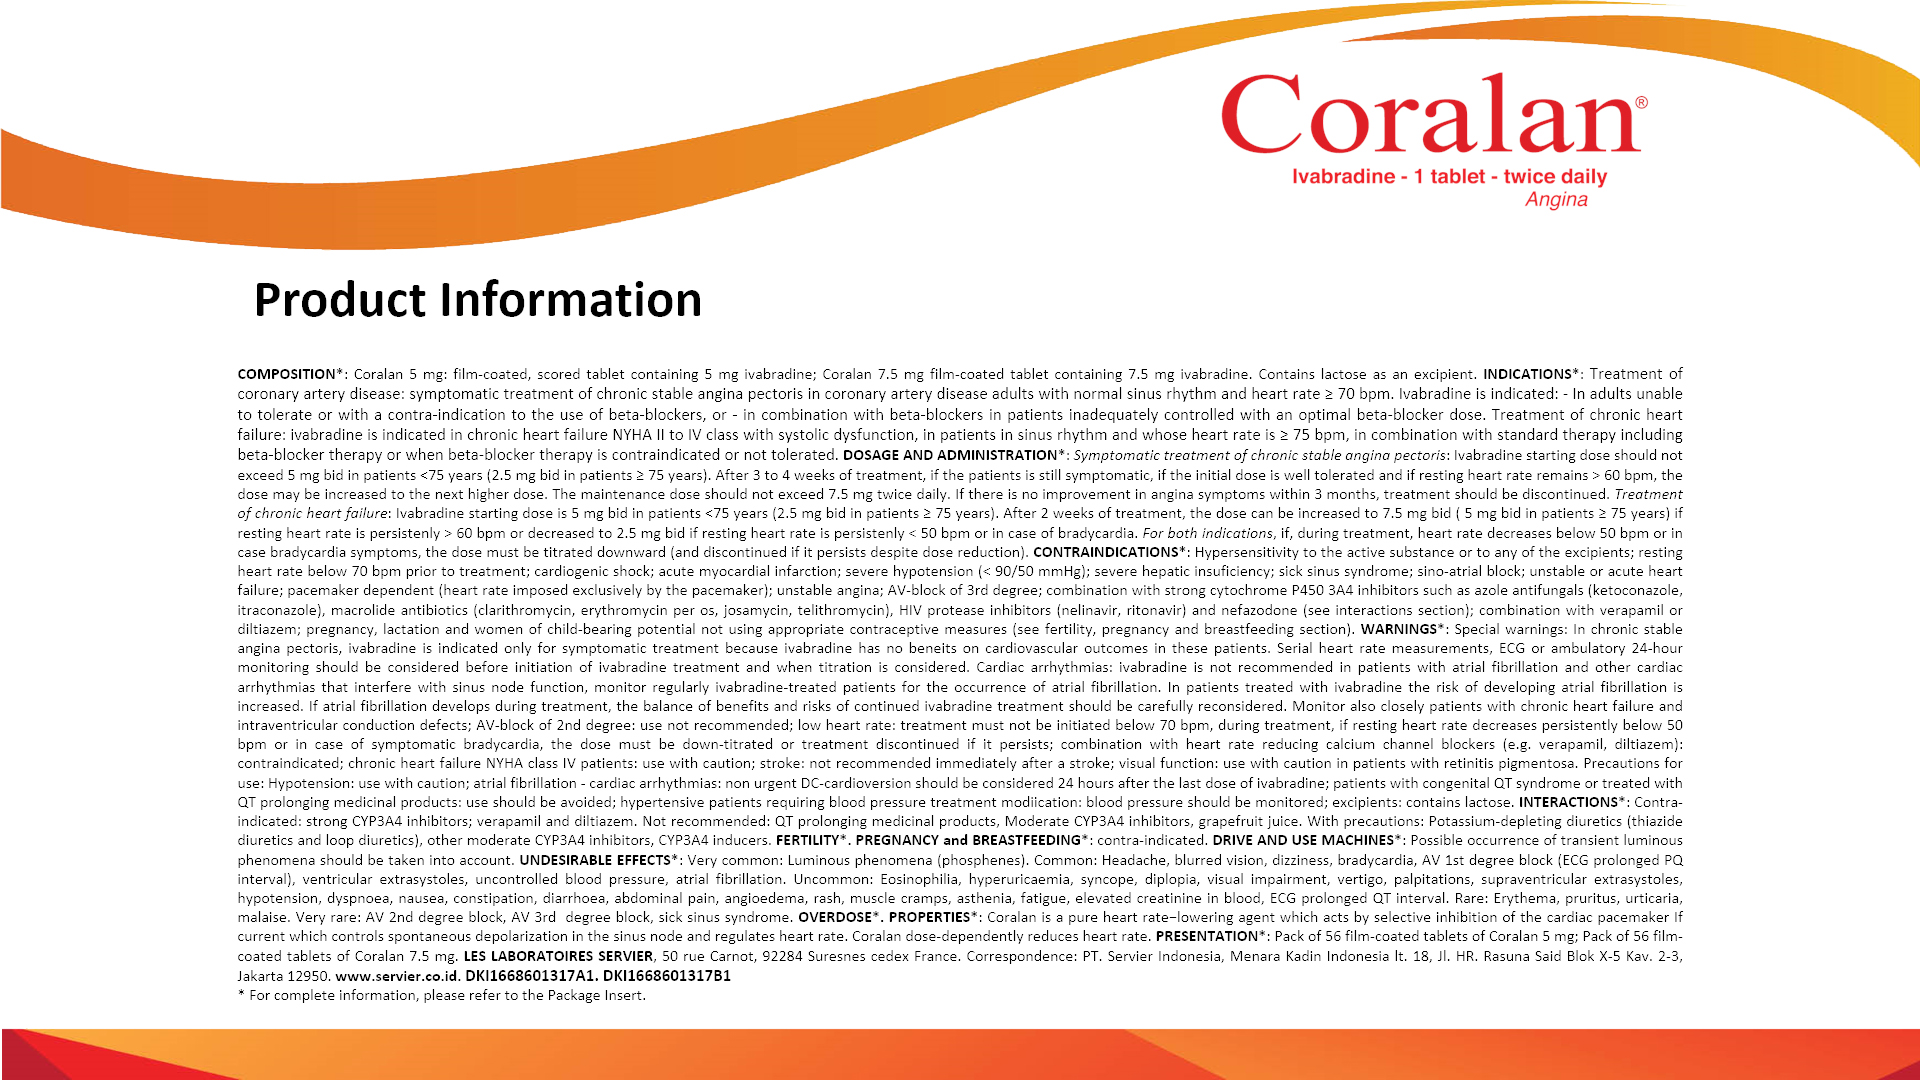 Coralan®
Ivabradine - 1 tablet - twice daily
Angina
Product Information
COMPOSITION*: Coralan 5 mg: film-coated, scored tablet containing 5 mg ivabradine; Coralan 7.5 mg film-coated tablet containing 7.5 mg ivabradine. Contains lactose as an excipient. INDICATIONS*: Treatment of
coronary artery disease: symptomatic treatment of chronic stable angina pectoris in coronary artery disease adults with normal sinus rhythm and heart rate ≥ 70 bpm. Ivabradine is indicated: - In adults unable
to tolerate or with a contra-indication to the use of beta-blockers, or - in combination with beta-blockers in patients inadequately controlled with an optimal beta-blocker dose. Treatment of chronic heart
failure: ivabradine is indicated in chronic heart failure NYHA II to IV class with systolic dysfunction, in patients in sinus rhythm and whose heart rate is ≥ 75 bpm, in combination with standard therapy including
beta-blocker therapy or when beta-blocker therapy is contraindicated or not tolerated. DOSAGE AND ADMINISTRATION*: Symptomatic treatment of chronic stable angina pectoris: Ivabradine starting dose should not
exceed 5 mg bid in patients <75 years (2.5 mg bid in patients ≥ 75 years). After 3 to 4 weeks of treatment, if the patients is still symptomatic, if the initial dose is well tolerated and if resting heart rate remains > 60 bpm, the
dose may be increased to the next higher dose. The maintenance dose should not exceed 7.5 mg twice daily. If there is no improvement in angina symptoms within 3 months, treatment should be discontinued. Treatment
of chronic heart failure: Ivabradine starting dose is 5 mg bid in patients <75 years (2.5 mg bid in patients ≥ 75 years). After 2 weeks of treatment, the dose can be increased to 7.5 mg bid ( 5 mg bid in patients ≥ 75 years) if
resting heart rate is persistenly > 60 bpm or decreased to 2.5 mg bid if resting heart rate is persistenly < 50 bpm or in case of bradycardia. For both indications, if, during treatment, heart rate decreases below 50 bpm or in
case bradycardia symptoms, the dose must be titrated downward (and discontinued if it persists despite dose reduction). CONTRAINDICATIONS*: Hypersensitivity to the active substance or to any of the excipients; resting
heart rate below 70 bpm prior to treatment; cardiogenic shock; acute myocardial infarction; severe hypotension (< 90/50 mmHg); severe hepatic insuficiency; sick sinus syndrome; sino-atrial block; unstable or acute heart
failure; pacemaker dependent (heart rate imposed exclusively by the pacemaker); unstable angina; AV-block of 3rd degree; combination with strong cytochrome P450 3A4 inhibitors such as azole antifungals (ketoconazole,
itraconazole), macrolide antibiotics (clarithromycin, erythromycin per os, josamycin, telithromycin), HIV protease inhibitors (nelinavir, ritonavir) and nefazodone (see interactions section); combination with verapamil or
diltiazem; pregnancy, lactation and women of child-bearing potential not using appropriate contraceptive measures (see fertility, pregnancy and breastfeeding section). WARNINGS*: Special warnings: In chronic stable
angina pectoris, ivabradine is indicated only for symptomatic treatment because ivabradine has no beneits on cardiovascular outcomes in these patients. Serial heart rate measurements, ECG or ambulatory 24-hour
monitoring should be considered before initiation of ivabradine treatment and when titration is considered. Cardiac arrhythmias: ivabradine is not recommended in patients with atrial fibrillation and other cardiac
arrhythmias that interfere with sinus node function, monitor regularly ivabradine-treated patients for the occurrence of atrial fibrillation. In patients treated with ivabradine the risk of developing atrial fibrillation is
increased. If atrial fibrillation develops during treatment, the balance of benefits and risks of continued ivabradine treatment should be carefully reconsidered. Monitor also closely patients with chronic heart failure and
intraventricular conduction defects; AV-block of 2nd degree: use not recommended; low heart rate: treatment must not be initiated below 70 bpm, during treatment, if resting heart rate decreases persistently below 50
bpm or in case of symptomatic bradycardia, the dose must be down-titrated or treatment discontinued if it persists; combination with heart rate reducing calcium channel blockers (e.g. verapamil, diltiazem):
contraindicated; chronic heart failure NYHA class IV patients: use with caution; stroke: not recommended immediately after a stroke; visual function: use with caution in patients with retinitis pigmentosa. Precautions for
use: Hypotension: use with caution; atrial fibrillation - cardiac arrhythmias: non urgent DC-cardioversion should be considered 24 hours after the last dose of ivabradine; patients with congenital QT syndrome or treated with
QT prolonging medicinal products: use should be avoided; hypertensive patients requiring blood pressure treatment modiication: blood pressure should be monitored; excipients: contains lactose. INTERACTIONS*: Contra-
indicated: strong CYP3A4 inhibitors; verapamil and diltiazem. Not recommended: QT prolonging medicinal products, Moderate CYP3A4 inhibitors, grapefruit juice. With precautions: Potassium-depleting diuretics (thiazide
diuretics and loop diuretics), other moderate CYP3A4 inhibitors, CYP3A4 inducers. FERTILITY*. PREGNANCY and BREASTFEEDING*: contra-indicated. DRIVE AND USE MACHINES*: Possible occurrence of transient luminous
phenomena should be taken into account. UNDESIRABLE EFFECTS*: Very common: Luminous phenomena (phosphenes). Common: Headache, blurred vision, dizziness, bradycardia, AV 1st degree block (ECG prolonged PQ
interval), ventricular extrasystoles, uncontrolled blood pressure, atrial fibrillation. Uncommon: Eosinophilia, hyperuricaemia, syncope, diplopia, visual impairment, vertigo, palpitations, supraventricular extrasystoles,
hypotension, dyspnoea, nausea, constipation, diarrhoea, abdominal pain, angioedema, rash, muscle cramps, asthenia, fatigue, elevated creatinine in blood, ECG prolonged QT interval. Rare: Erythema, pruritus, urticaria,
malaise. Very rare: AV 2nd degree block, AV 3rd degree block, sick sinus syndrome. OVERDOSE*. PROPERTIES*: Coralan is a pure heart rate–lowering agent which acts by selective inhibition of the cardiac pacemaker If
current which controls spontaneous depolarization in the sinus node and regulates heart rate. Coralan dose-dependently reduces heart rate. PRESENTATION*: Pack of 56 film-coated tablets of Coralan 5 mg; Pack of 56 film-
coated tablets of Coralan 7.5 mg. LES LABORATOIRES SERVIER, 50 rue Carnot, 92284 Suresnes cedex France. Correspondence: PT. Servier Indonesia, Menara Kadin Indonesia lt. 18, Jl. HR. Rasuna Said Blok X-5 Kav. 2-3,
Jakarta 12950. www.servier.co.id. DKI1668601317A1. DKI1668601317B1
* For complete information, please refer to the Package Insert.